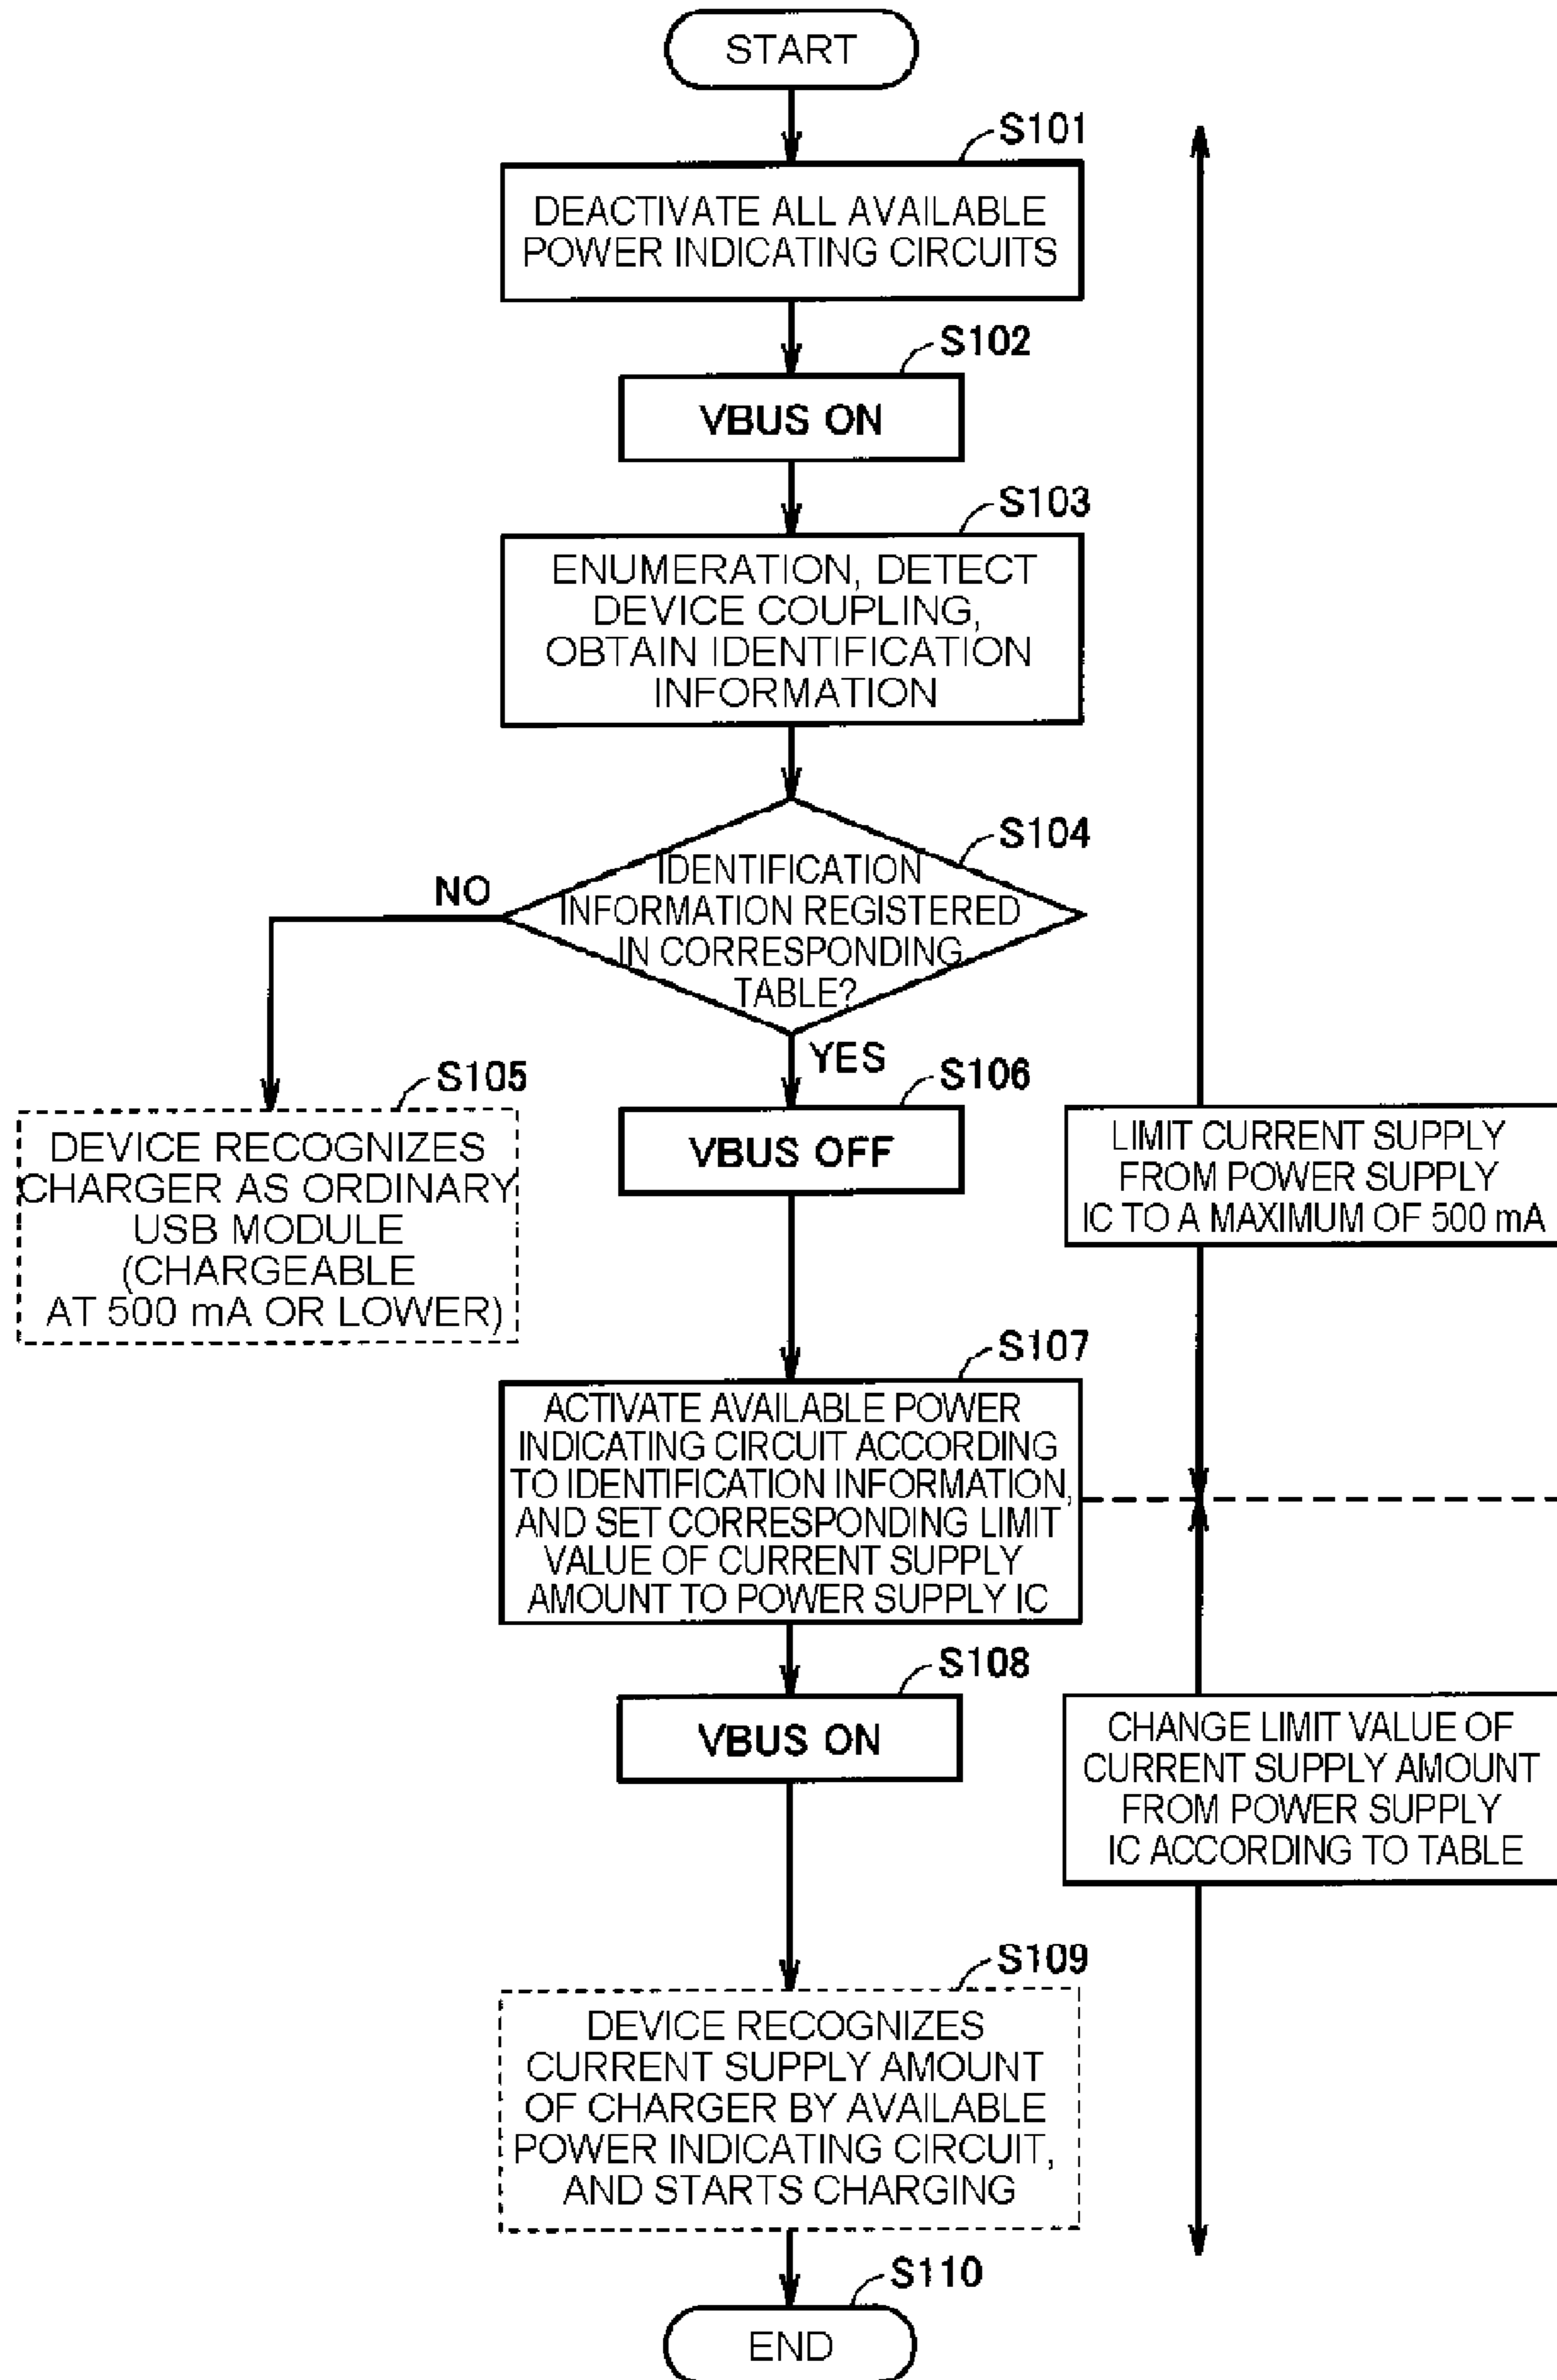 START
S101
DEACTIVATE ALL AVAILABLE
POWER INDICATING CIRCUITS
S102
VBUS ON
S103
ENUMERATION, DETECT
DEVICE COUPLING,
OBTAIN IDENTIFICATION
INFORMATION
S104
IDENTIFICATION
INFORMATION REGISTERED
IN CORRESPONDING
TABLE?
NO
YES
S105
DEVICE RECOGNIZES
CHARGER AS ORDINARY
USB MODULE
(CHARGEABLE
AT 500 mA OR LOWER)
S106
VBUS OFF
LIMIT CURRENT SUPPLY
FROM POWER SUPPLY
IC TO A MAXIMUM OF 500 mA
S107
ACTIVATE AVAILABLE POWER
INDICATING CIRCUIT ACCORDING
TO IDENTIFICATION INFORMATION,
AND SET CORRESPONDING LIMIT
VALUE OF CURRENT SUPPLY
AMOUNT TO POWER SUPPLY IC
S108
VBUS ON
CHANGE LIMIT VALUE OF
CURRENT SUPPLY AMOUNT
FROM POWER SUPPLY
IC ACCORDING TO TABLE
S109
DEVICE RECOGNIZES
CURRENT SUPPLY AMOUNT
OF CHARGER BY AVAILABLE
POWER INDICATING CIRCUIT,
AND STARTS CHARGING
S110
END